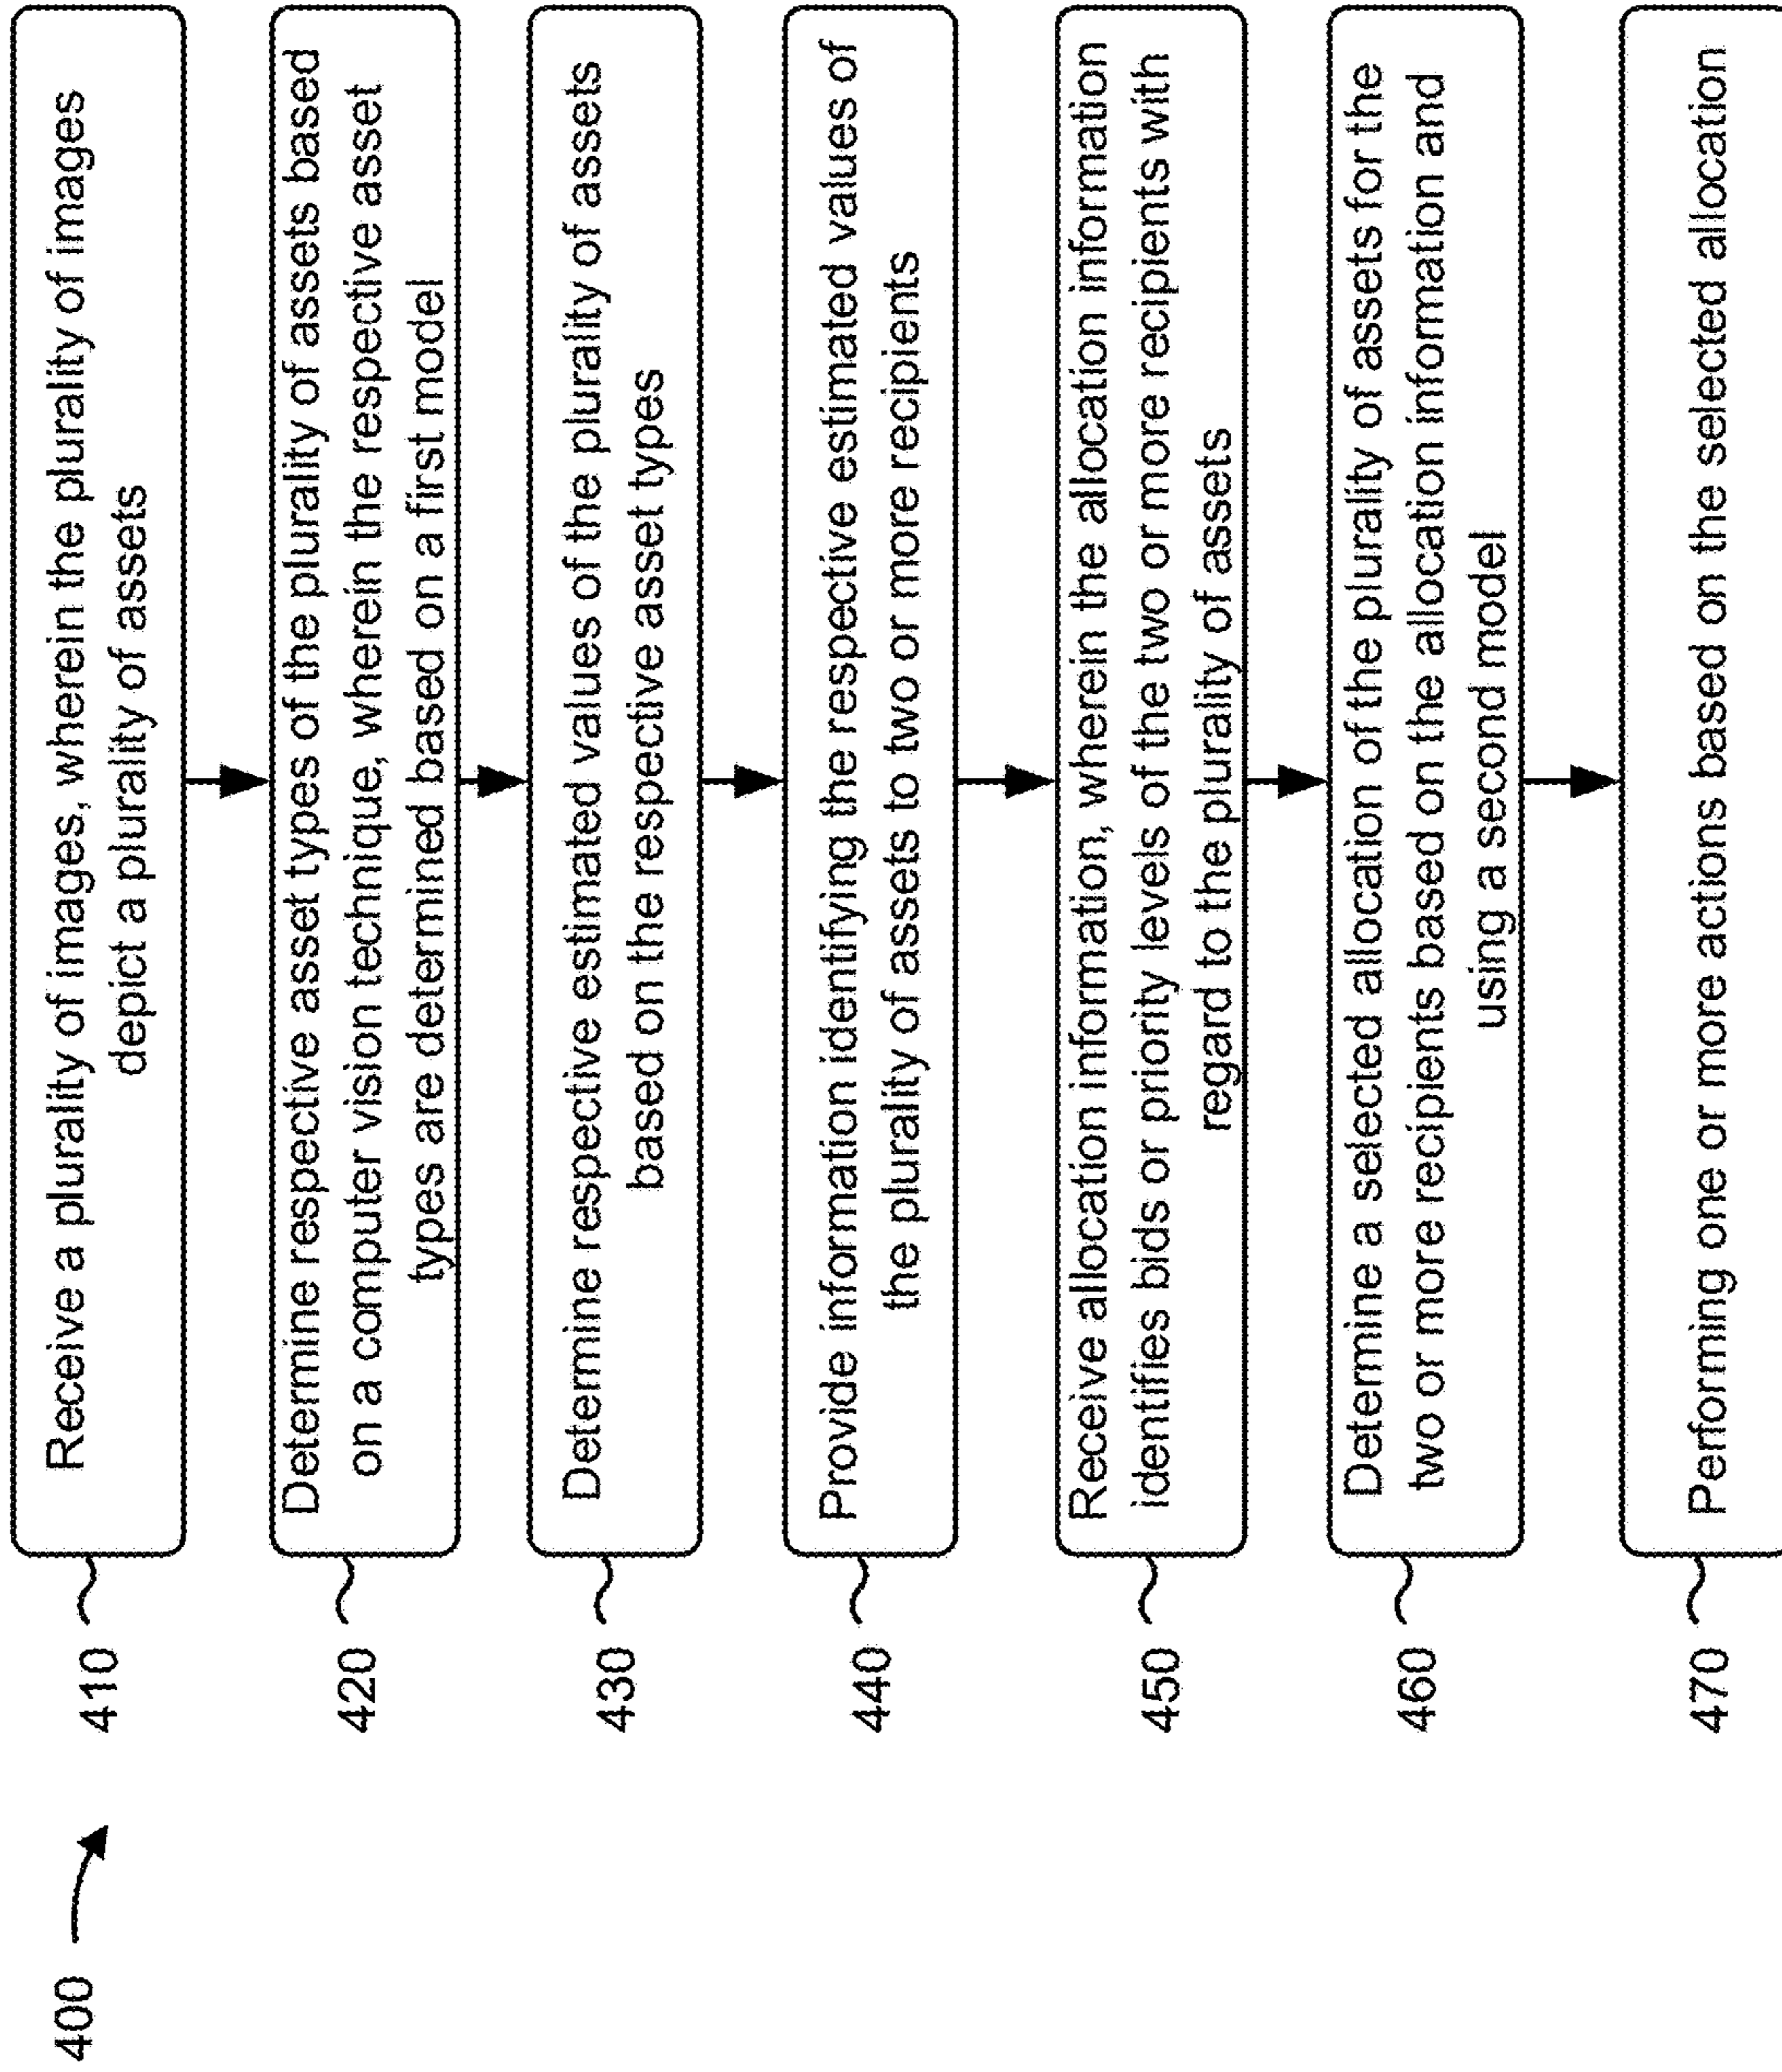 400
410
Receive a plurality of images, wherein the plurality of images
depict a plurality of assets
420
Determine respective asset types of the plurality of assets based
on a computer vision technique, wherein the respective asset
types are determined based on a first model
430
Determine respective estimated values of the plurality of assets
based on the respective asset types
440
Provide information identifying the respective estimated values of
the plurality of assets to two or more recipients
450
Receive allocation information, wherein the allocation information
identifies bids or priority levels of the two or more recipients with
regard to the plurality of assets
460
Determine a selected allocation of the plurality of assets for the
two or more recipients based on the allocation information and
using a second model
470
Performing one or more actions based on the selected allocation